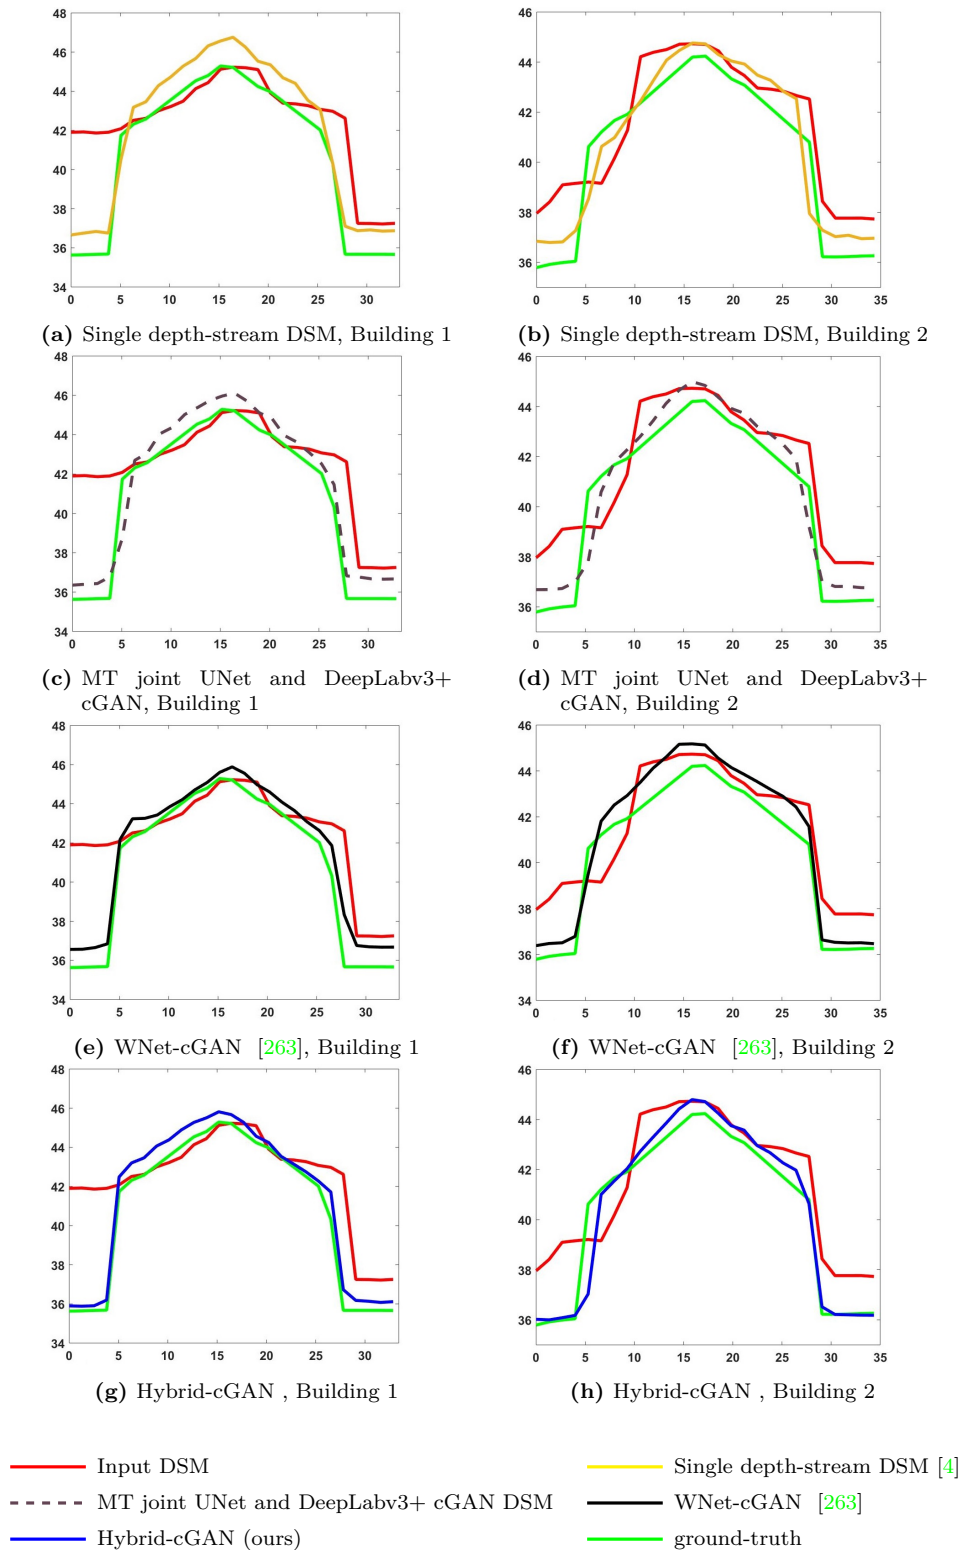 48
46
44
42
40
38
36
34
0 5 10 15 20 25 30
44
42
40
38
36
0 5 10 15 20 25 30 35
(a) Single depth-stream DSM, Building 1
(b) Single depth-stream DSM, Building 2
48
46
44
42
40
38
36
34
0 5 10 15 20 25 30
46
44
42
40
38
36
0 5 10 15 20 25 30 35
(c) MT joint UNet and DeepLabv3+
cGAN, Building 1
(d) MT joint UNet and DeepLabv3+
cGAN, Building 2
48
46
44
42
40
38
36
34
0 5 10 15 20 25 30
46
44
42
40
38
36
34
0 5 10 15 20 25 30 35
(e) WNet-cGAN [263], Building 1
(f) WNet-cGAN [263], Building 2
48
46
44
42
40
38
36
34
0 5 10 15 20 25 30
46
44
42
40
38
36
0 5 10 15 20 25 30 35
(g) Hybrid-cGAN , Building 1
(h) Hybrid-cGAN , Building 2
Input DSM
Single depth-stream DSM [4]
MT joint UNet and DeepLabv3+ cGAN DSM
WNet-cGAN [263]
Hybrid-cGAN (ours)
ground-truth